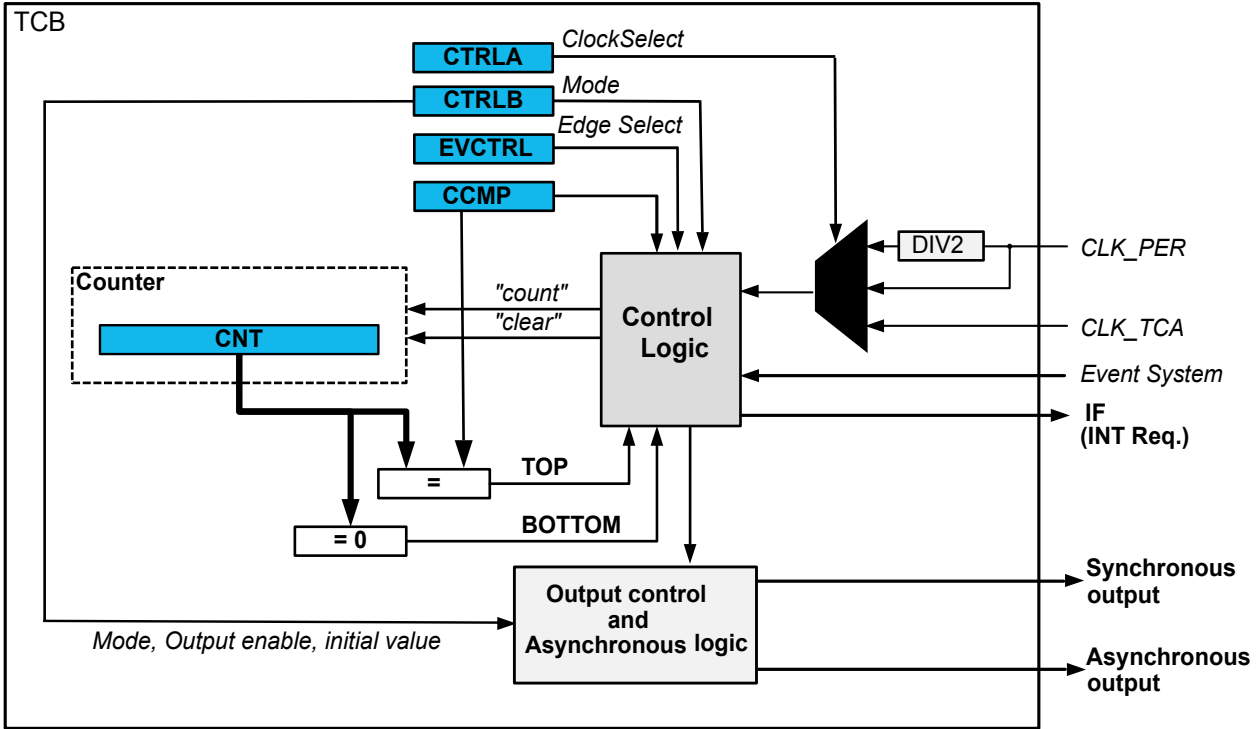 TCB
ClockSelect
CTRLA
Mode
CTRLB
Edge Select
EVCTRL
CCMP
DIV2
CLK_PER
Counter
"count"
Control
Logic
"clear"
CNT
CLK_TCA
Event System
IF
(INT Req.)
=
TOP
= 0
BOTTOM
Output control
and
Asynchronous logic
Synchronous
output
Mode, Output enable, initial value
Asynchronous
output